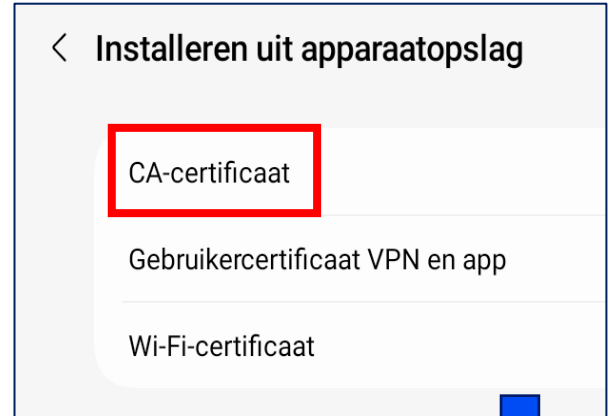 Installeren uit apparaatopslag
CA-certificaat
Gebruikercertificaat VPN en app
Wi-Fi-certificaat